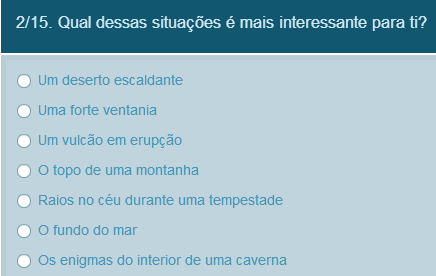 2/15. Qual dessas situações é mais interessante para ti?
Um deserto escaldante
Uma forte ventania
Um vulcão em erupção
O topo de uma montanha
Raios no céu durante uma tempestade
O fundo do mar
Os enigmas do interior de uma caverna